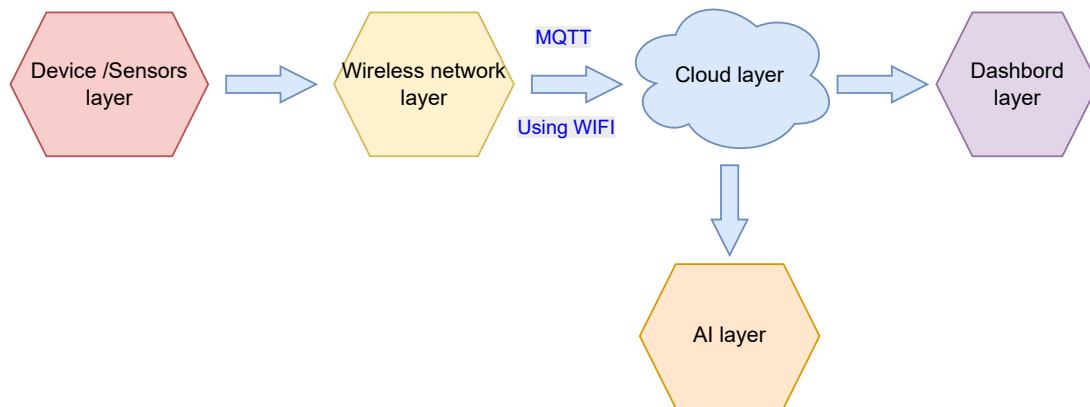 Device /Sensors
layer
Wireless network
layer
MQTT
Using WIFI
Cloud layer
Dashbord
layer
AI layer